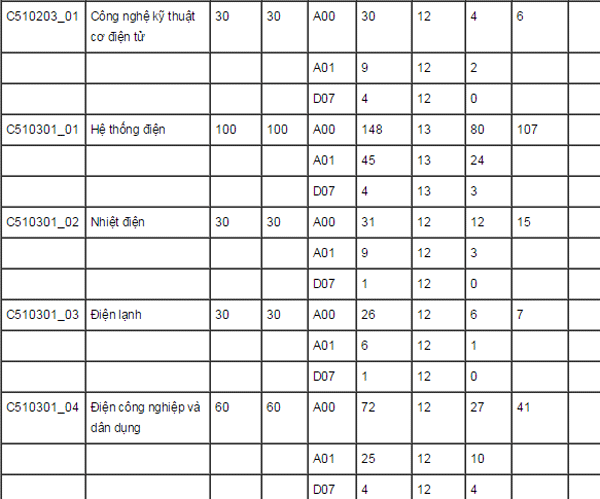 C510203_01 Công nghệ kỹ thuật 30 30 A00 30 12 4 6
cơ điện tử
A01 9 12 2
D07 4 12 0
C510301_01 Hệ thống điện 100 100 A00 148 13 80 107
A01 45 13 24
D07 4 13 3
C510301_02 Nhiệt điện 30 30 A00 31 12 12 15
A01 9 12 3
D07 1 12 0
C510301_03 Điện lạnh 30 30 A00 26 12 6 7
A01 6 12 1
D07 1 12 0
C510301_04 Điện công nghiệp và 60 60 A00 72 12 27 41
dân dụng
A01 25 12 10
D07 4 12 4